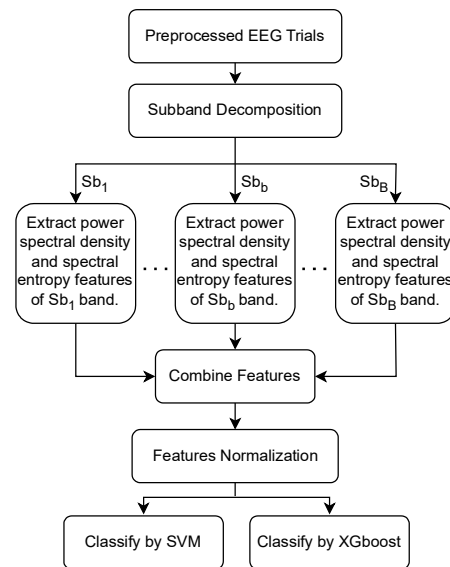 Preprocessed EEG Trials
Subband Decomposition
Sb1
Sbb
SbB
Extract power
spectral density
and spectral
entropy features
of Sb1 band.
. . .
Extract power
spectral density
and spectral
entropy features
of Sbb band.
. . .
Extract power
spectral density
and spectral
entropy features
of SbB band.
Combine Features
Features Normalization
Classify by SVM
Classify by XGboost